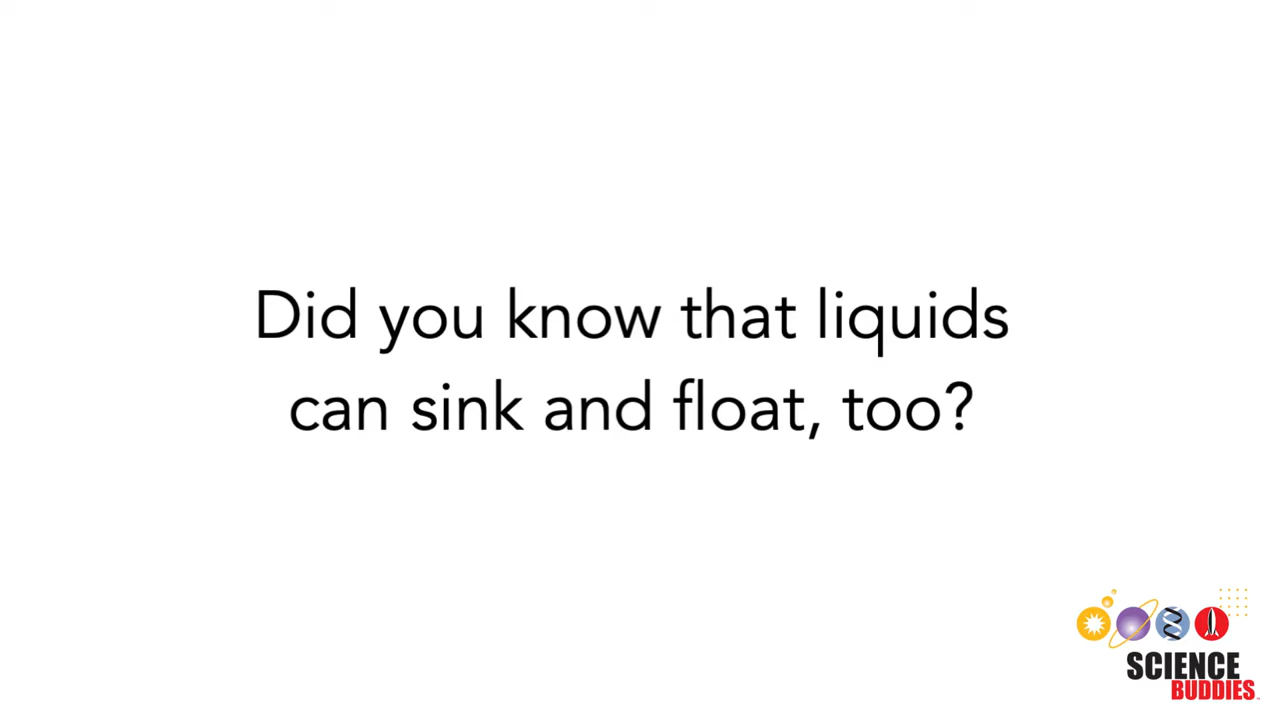 Did you know that liquids
can sink and float, too?
SCIENCE
BUDDIES